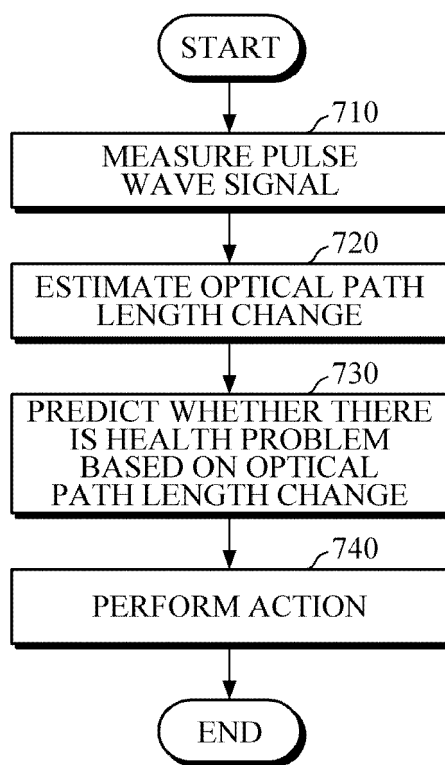 START
710
MEASURE PULSE
WAVE SIGNAL
720
ESTIMATE OPTICAL PATH
LENGTH CHANGE
730
PREDICT WHETHER THERE
IS HEALTH PROBLEM
BASED ON OPTICAL
PATH LENGTH CHANGE
740
PERFORM ACTION
END